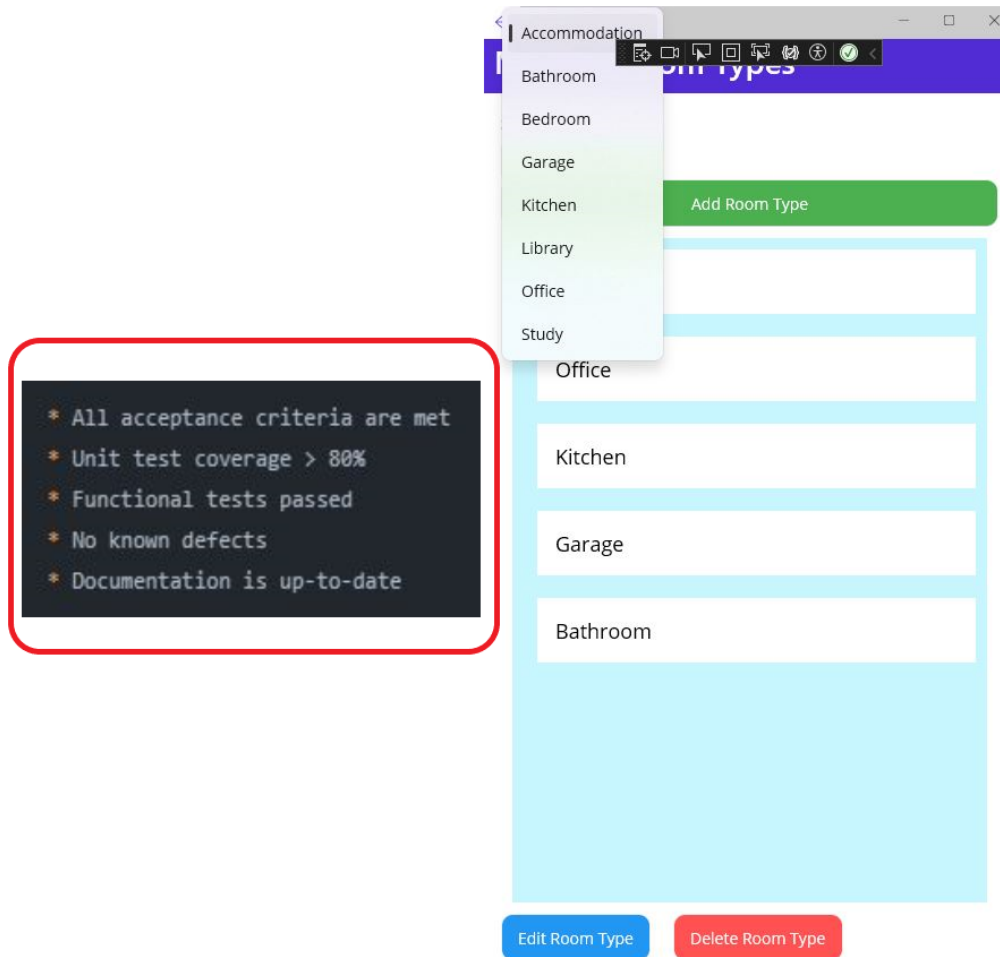 * All acceptance criteria are met
* Unit test coverage > 80%
* Functional tests passed
* No known defects
* Documentation is up-to-date
Accommodation
Bathroom
Bedroom
Garage
Kitchen
Library
Office
Study
Types
Add Room Type
Office
Kitchen
Garage
Bathroom
Edit Room Type
Delete Room Type